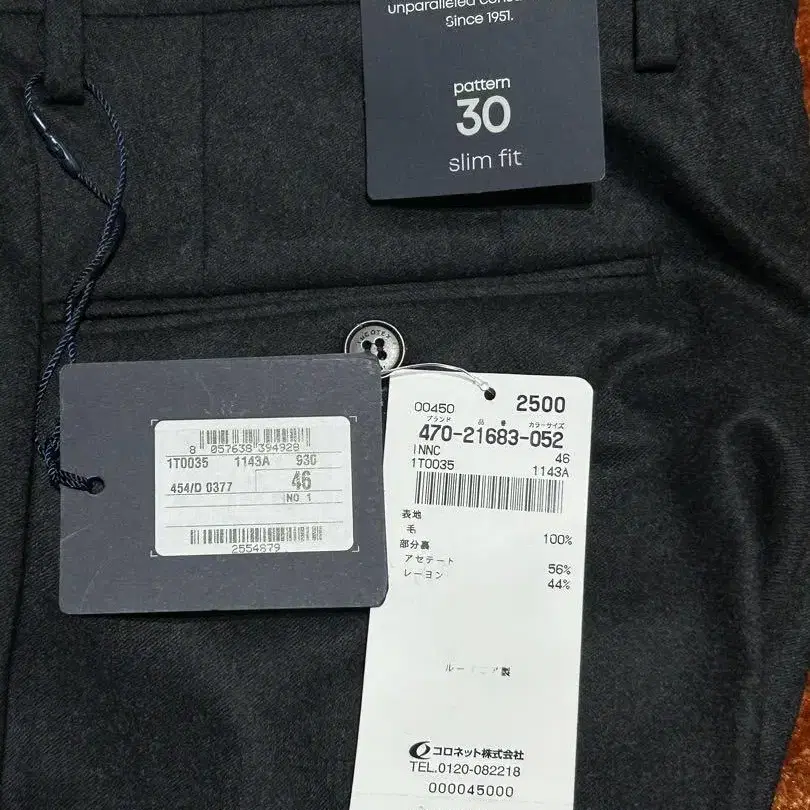 unparalleled
Since 1951.
pattern
30
slim fit
8 057638 394928
1T0035 1143A 930
454/D 0377 46
NO 1
2554879
00450 2500
ブランド 品番 カラーサイズ
470-21683-052
INNC 46
1T0035 1143A
表地
毛 100%
部分裏
アセテート 56%
レーヨン 44%
製
コロネット株式会社
TEL.0120-082218
000045000